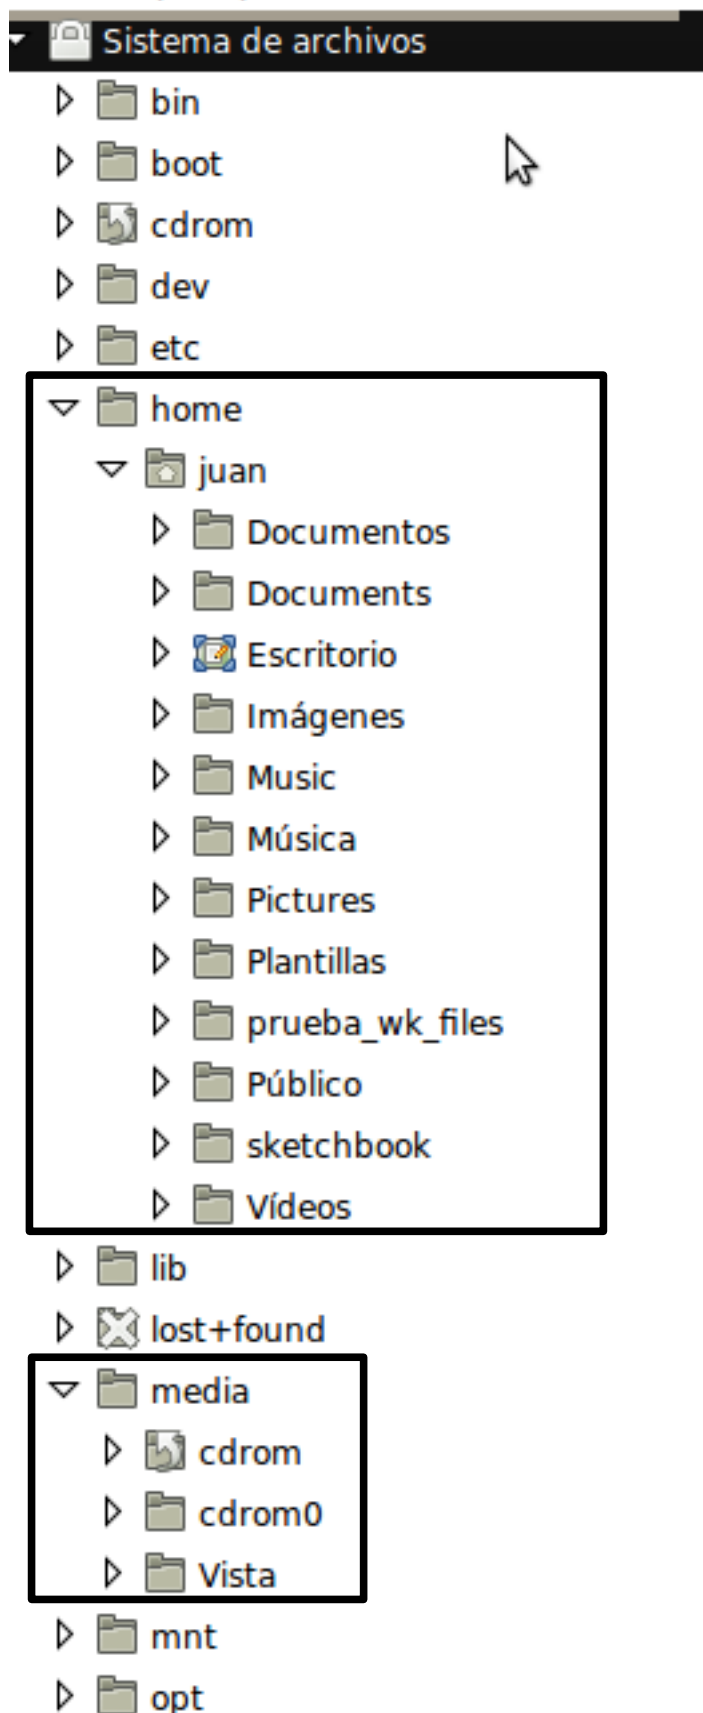 Sistema de archivos
bin
boot
cdrom
dev
etc
home
juan
Documentos
Documents
Escritorio
Imágenes
Music
Música
Pictures
Plantillas
prueba_wk_files
Público
sketchbook
Vídeos
lib
lost+found
media
cdrom
cdrom0
Vista
mnt
opt